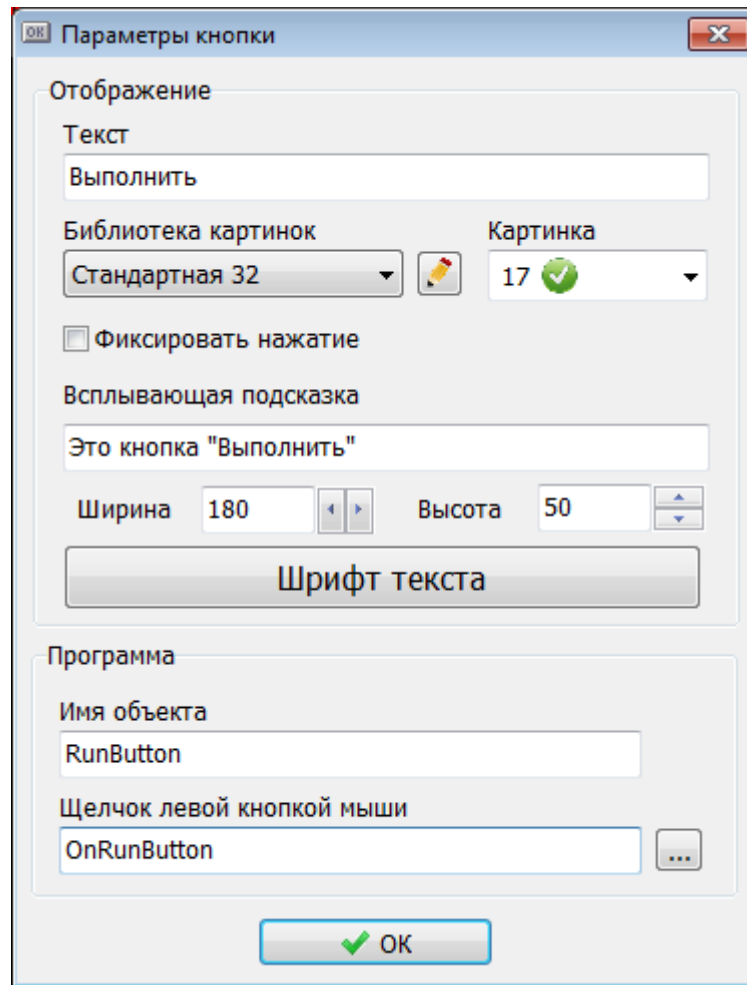 OK Параметры кнопки
Отображение
Текст
Выполнить
Библиотека картинок Картинка
Стандартная 32 17
Фиксировать нажатие
Всплывающая подсказка
Это кнопка "Выполнить"
Ширина 180 Высота 50
Шрифт текста
Программа
Имя объекта
RunButton
Щелчок левой кнопкой мыши
OnRunButton ...
ОК